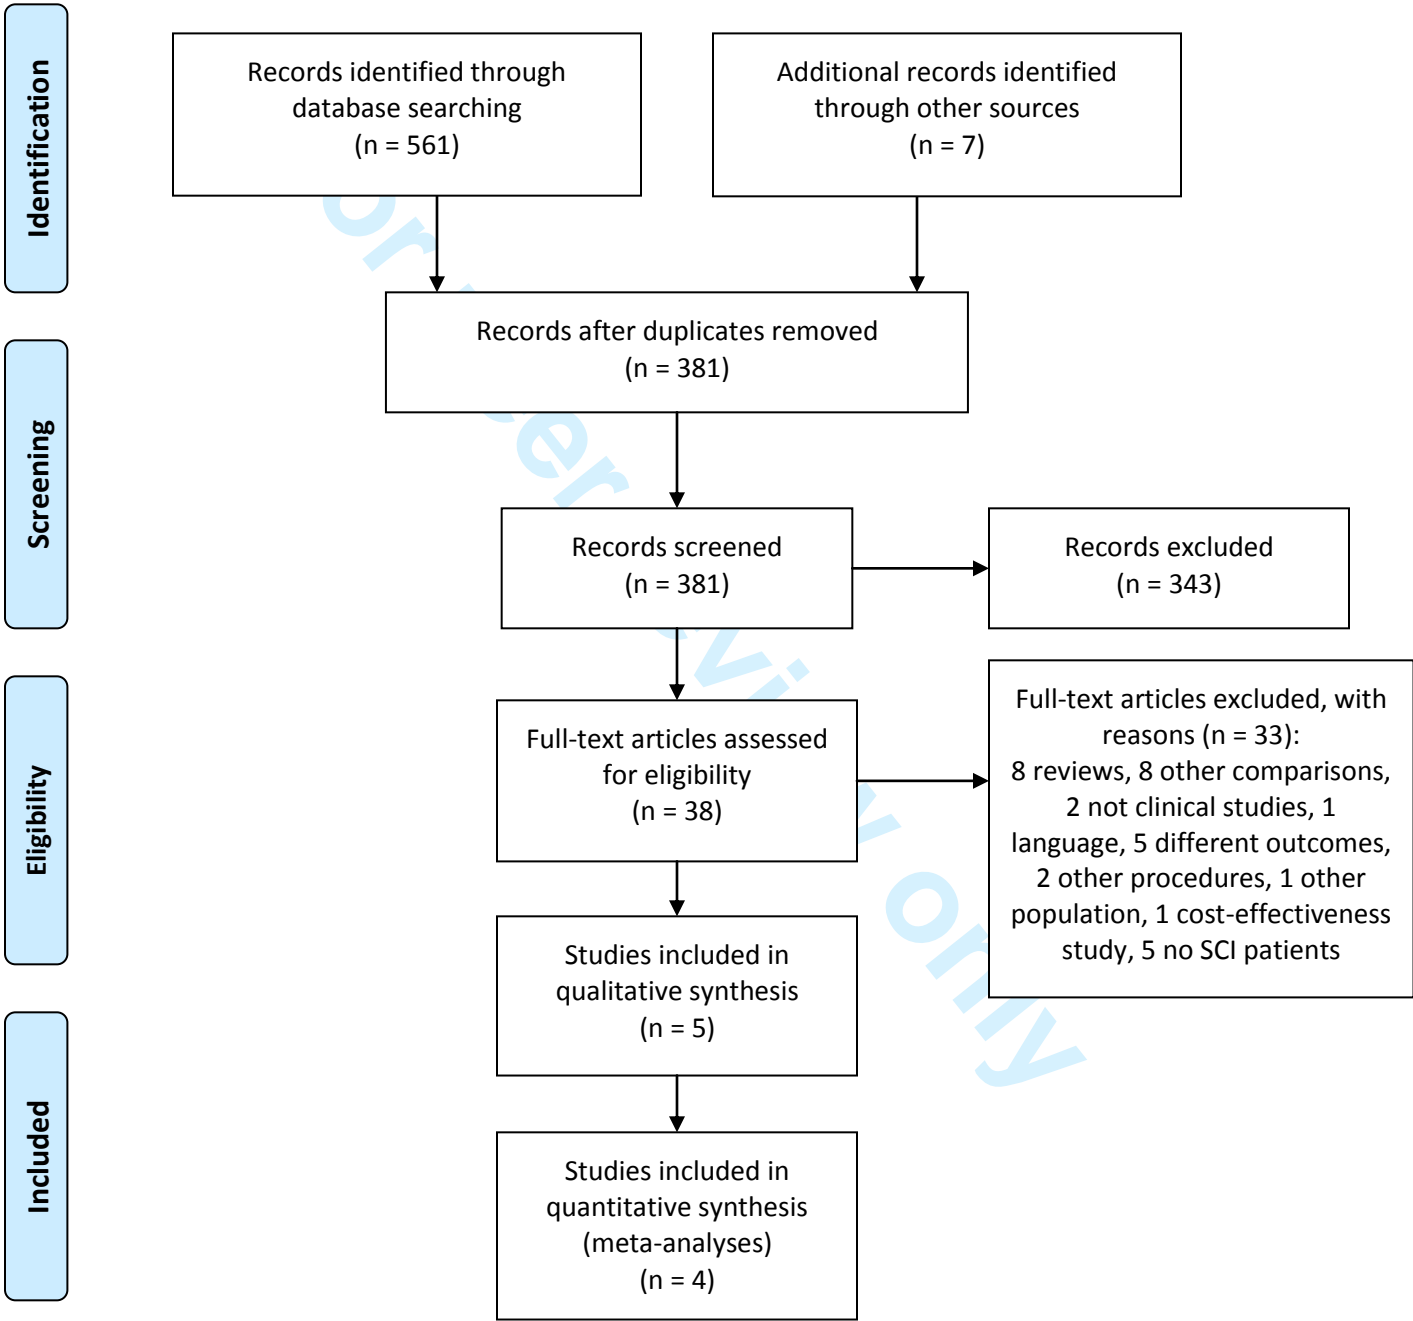 Identification
Records identified through
database searching
(n = 561)
Additional records identified
through other sources
(n = 7)
Records after duplicates removed
(n = 381)
Screening
Records screened
(n = 381)
Records excluded
(n = 343)
Eligibility
Full-text articles assessed
for eligibility
(n = 38)
Full-text articles excluded, with
reasons (n = 33):
8 reviews, 8 other comparisons,
2 not clinical studies, 1
language, 5 different outcomes,
2 other procedures, 1 other
population, 1 cost-effectiveness
study, 5 no SCI patients
Studies included in
qualitative synthesis
(n = 5)
Included
Studies included in
quantitative synthesis
(meta-analyses)
(n = 4)
only